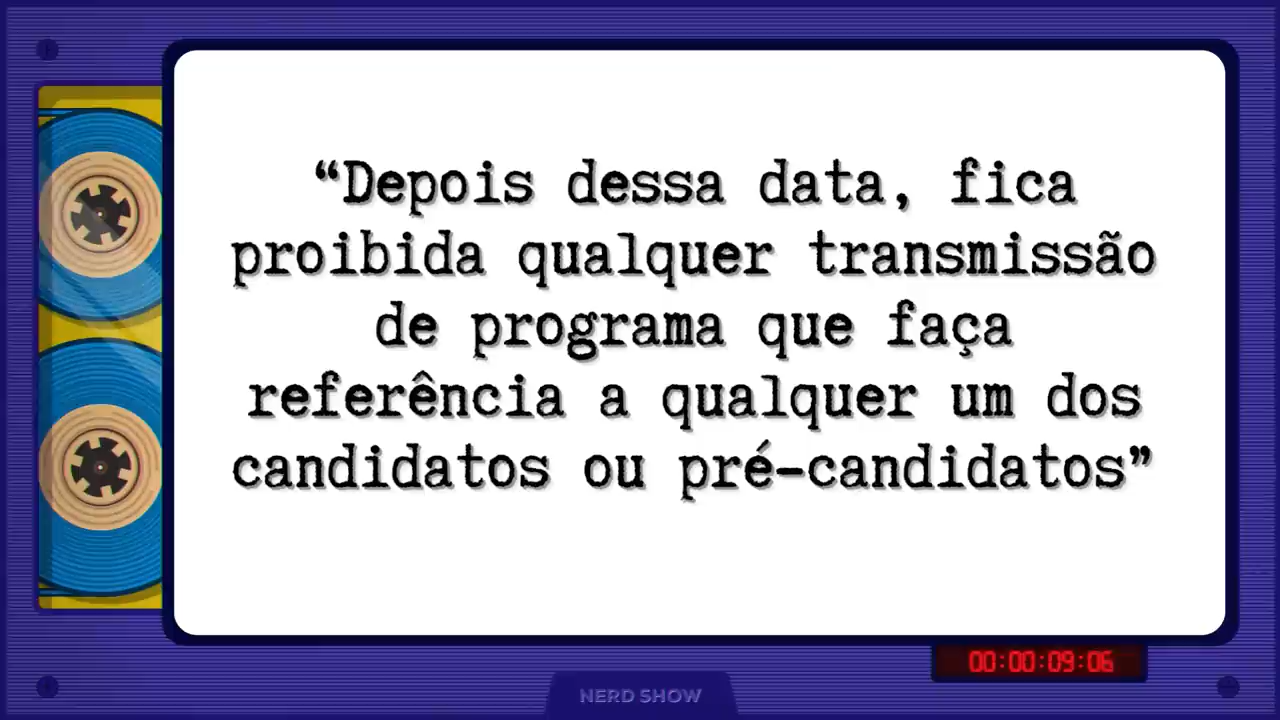 “Depois dessa data, fica
proibida qualquer transmissão
de programa que faça
referência a qualquer um dos
candidatos ou pré-candidatos”
00:00:09:06
NERD SHOW